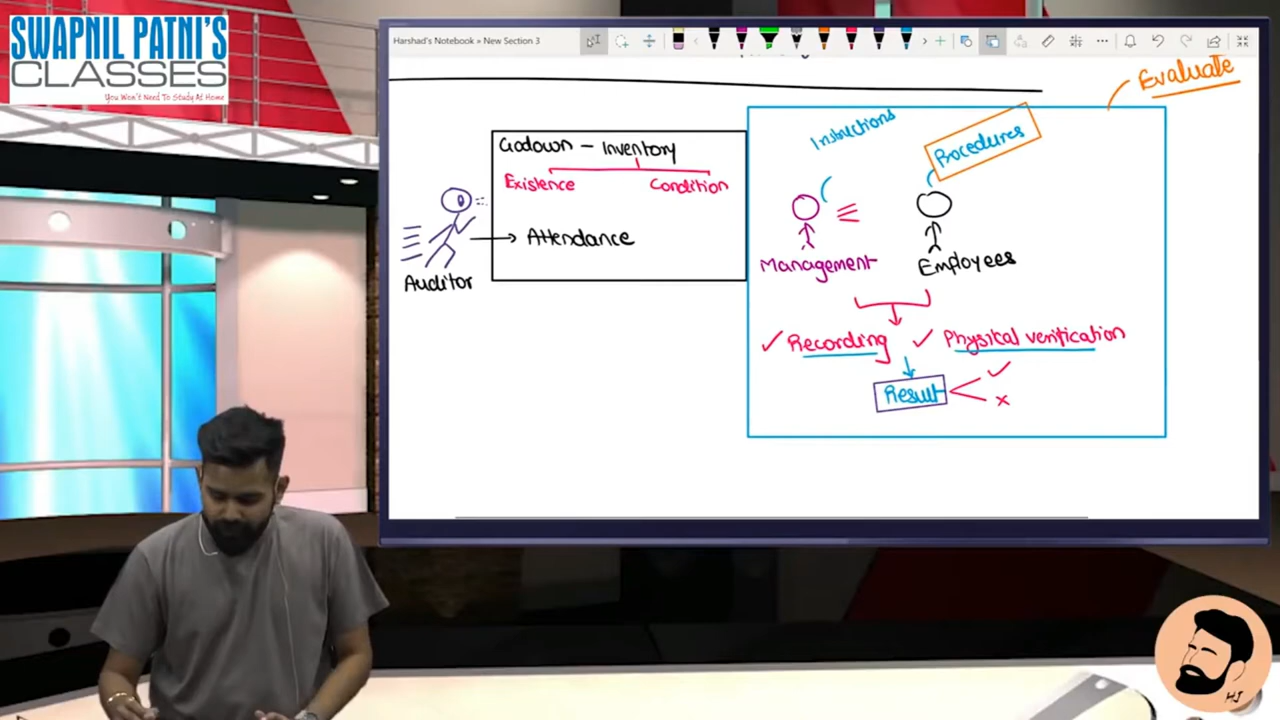 SWAPNIL PATNI'S
CLASSES
You Won't Need To Study At Home
Harshad's Notebook » New Section 3
Evaluate
Godown - Inventory
Existence
Condition
Attendance
Auditor
Instructions
Procedures
Management
Employees
✓ Recording
✓ Physical verification
Result
✓
×
HJ